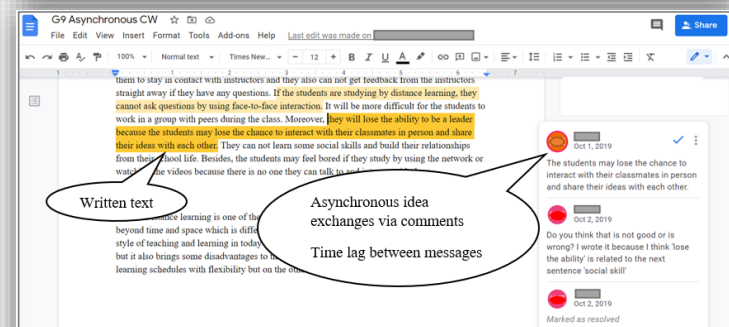 G9 Asynchronous CW
File Edit View Insert Format Tools Add-ons Help Last edit was made on
Share
100% Normal text Times New... - 12 + B I U A
1 1 2 3 4 5 6 7
them to stay in contact with instructors and they also can not get feedback from the instructors
straight away if they have any questions. If the students are studying by distance learning, they
cannot ask questions by using face-to-face interaction. It will be more difficult for the students to
work in a group with peers during the class. Moreover, they will lose the ability to be a leader
because the students may lose the chance to interact with their classmates in person and share
their ideas with each other. They can not learn some social skills and build their relationships
from their school life. Besides, the students may feel bored if they study by using the network or
videos because there is no one they can talk to and
Written text
learning is one of the
beyond time and space which is
style of teaching and learning in today
but it also brings some disadvantages to
learning schedules with flexibility but on the
Asynchronous idea
exchanges via comments
Time lag between messages
Oct 1, 2019
The students may lose the chance to
interact with their classmates in person
and share their ideas with each other.
Oct 2, 2019
Do you think that is not good or is
wrong? I wrote it because I think 'lose
the ability' is related to the next
sentence 'social skill'
Oct 2, 2019
Marked as resolved